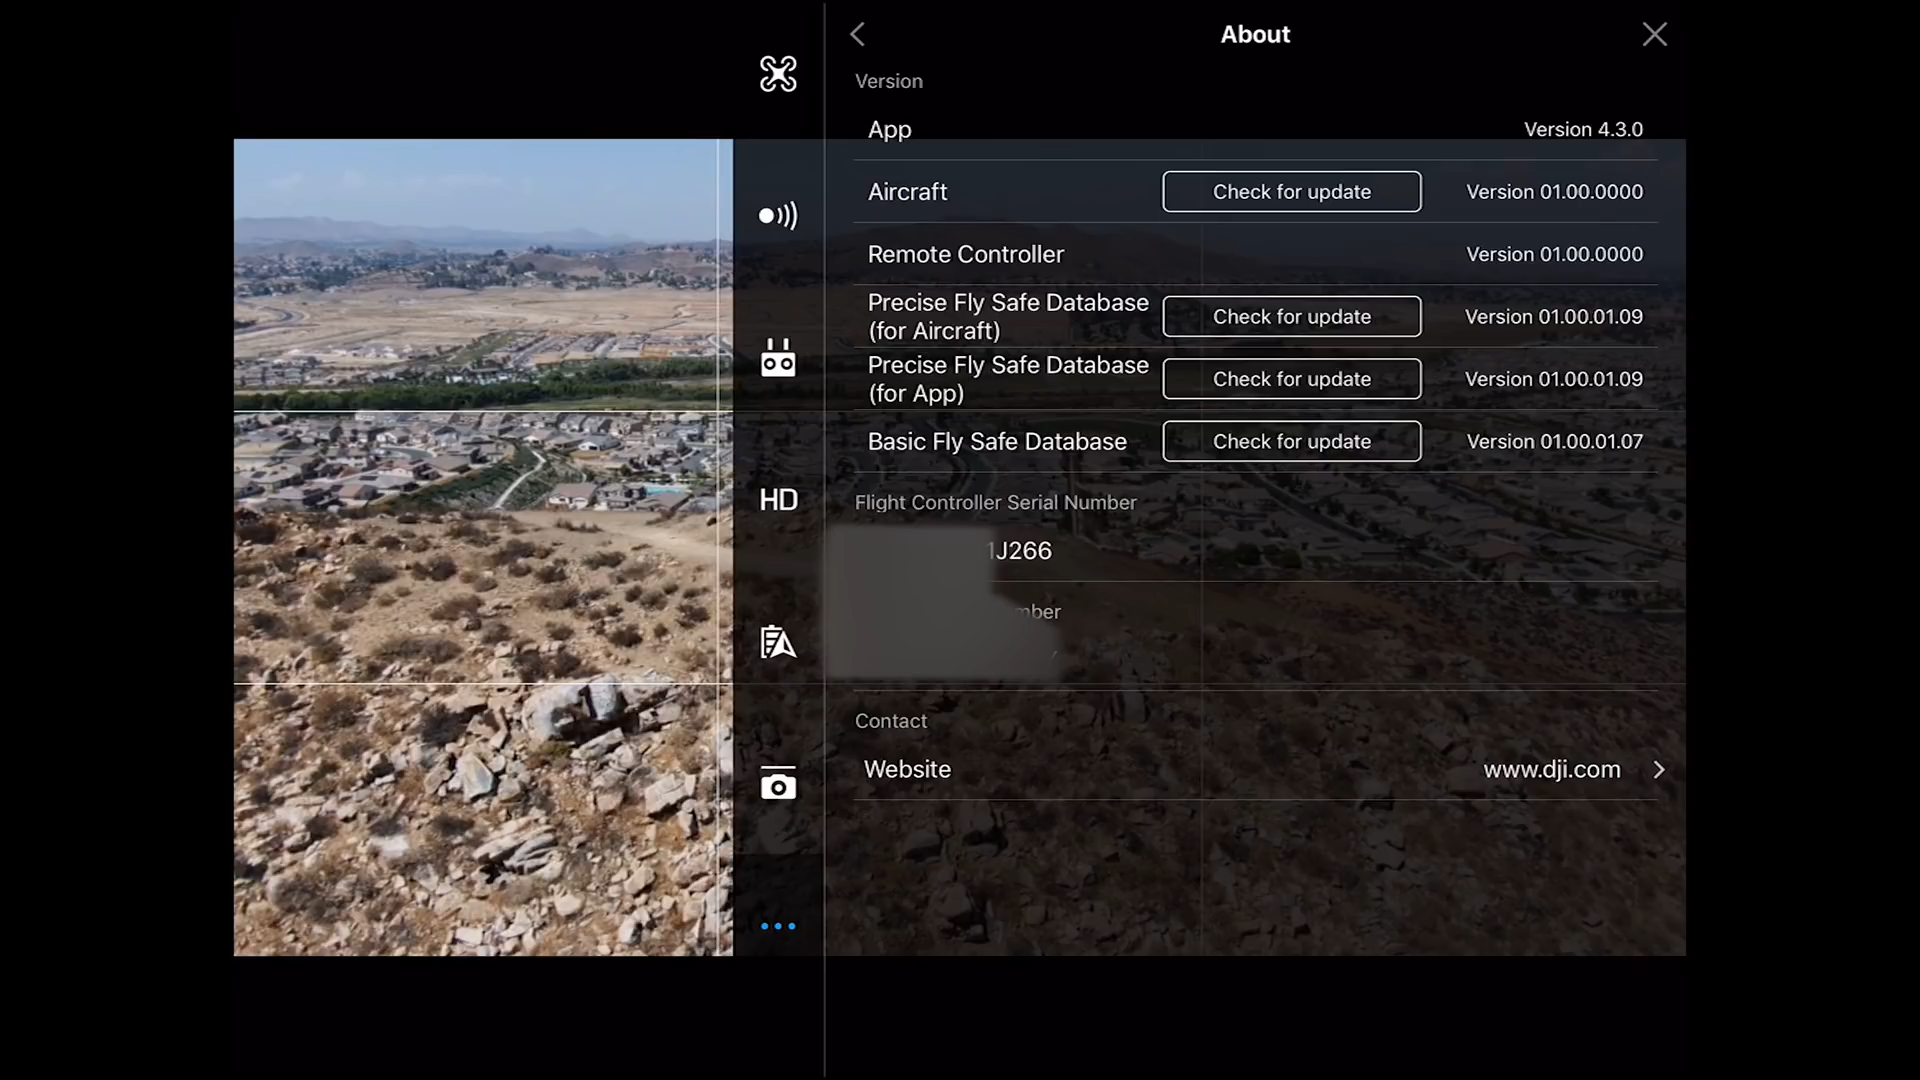 About
Version
App Version 4.3.0
Aircraft Check for update Version 01.00.0000
Remote Controller Version 01.00.0000
Precise Fly Safe Database
(for Aircraft) Check for update Version 01.00.01.09
Precise Fly Safe Database
(for App) Check for update Version 01.00.01.09
Basic Fly Safe Database Check for update Version 01.00.01.07
HD
Flight Controller Serial Number
1J266
Contact
Website www.dji.com